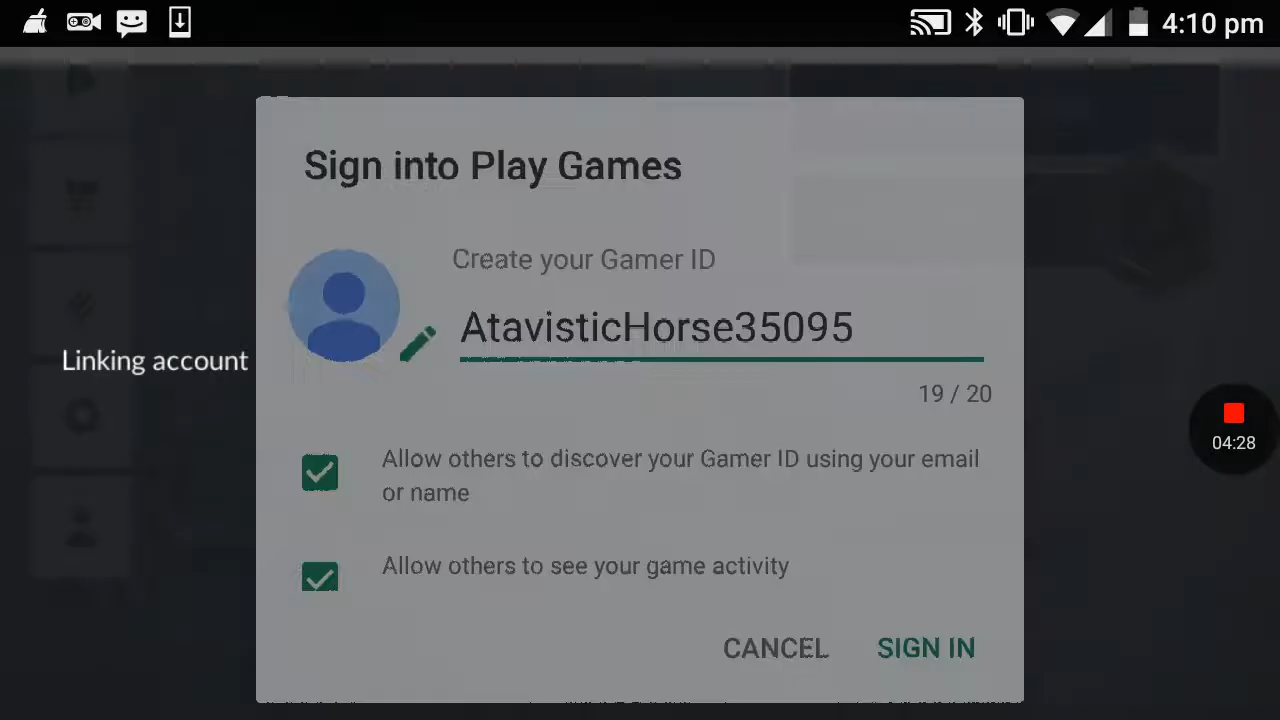 4:10 pm
Sign into Play Games
Create your Gamer ID
AtavisticHorse35095
Linking account
19 / 20
04:28
Allow others to discover your Gamer ID using your email
or name
Allow others to see your game activity
CANCEL SIGN IN